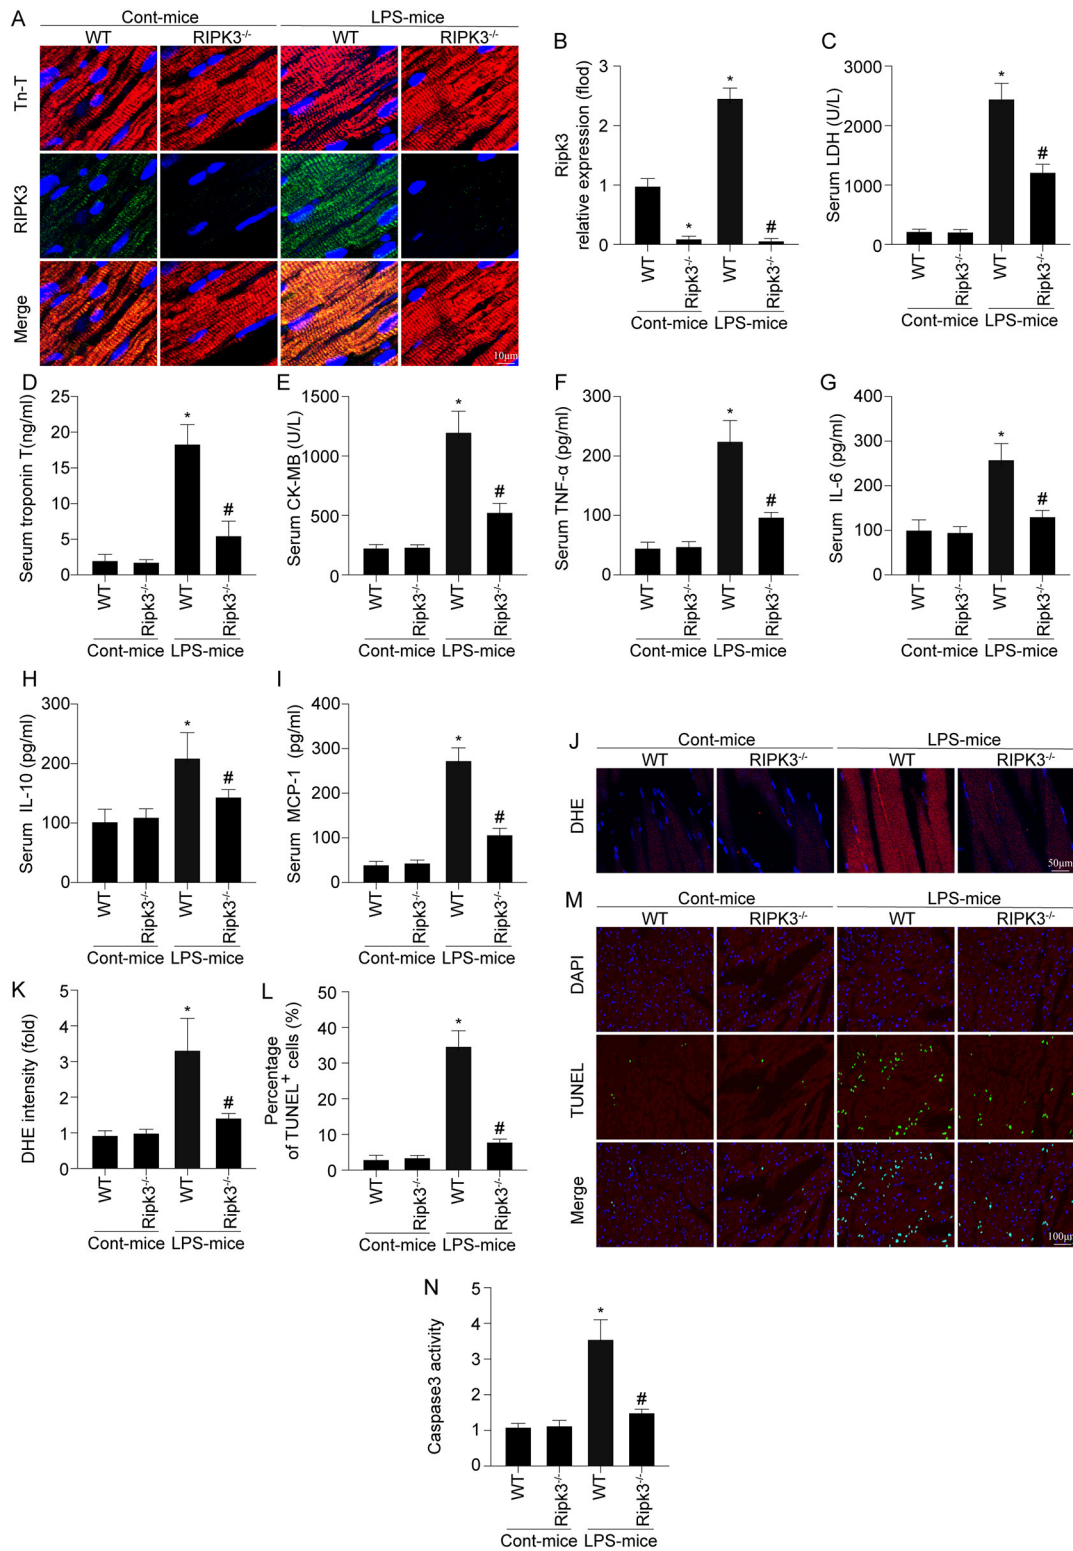 A
Cont-mice
LPS-mice
WT
RIPK3-/-
WT
RIPK3-/-
Tn-T
RIPK3
Merge
10μm
B
Ripk3
relative expression (flod)
3
2
1
0
*
*
*
#
WT
Ripk3-/-
WT
Ripk3-/-
Cont-mice
LPS-mice
C
Serum LDH (U/L)
3000
2000
1000
0
*
#
WT
Ripk3-/-
WT
Ripk3-/-
Cont-mice
LPS-mice
D
Serum troponin T(ng/ml)
25
20
15
10
5
0
*
#
WT
Ripk3-/-
WT
Ripk3-/-
Cont-mice
LPS-mice
E
Serum CK-MB (U/L)
1500
1000
500
0
*
#
WT
Ripk3-/-
WT
Ripk3-/-
Cont-mice
LPS-mice
F
Serum TNF-α (pg/ml)
300
200
100
0
*
#
WT
Ripk3-/-
WT
Ripk3-/-
Cont-mice
LPS-mice
G
Serum IL-6 (pg/ml)
400
300
200
100
0
*
#
WT
Ripk3-/-
WT
Ripk3-/-
Cont-mice
LPS-mice
H
Serum IL-10 (pg/ml)
300
200
100
0
*
#
WT
Ripk3-/-
WT
Ripk3-/-
Cont-mice
LPS-mice
I
Serum MCP-1 (pg/ml)
400
300
200
100
0
*
#
WT
Ripk3-/-
WT
Ripk3-/-
Cont-mice
LPS-mice
J
Cont-mice
LPS-mice
WT
RIPK3-/-
WT
RIPK3-/-
DHE
50μm
K
DHE intensity (fold)
5
4
3
2
1
0
*
#
WT
Ripk3-/-
WT
Ripk3-/-
Cont-mice
LPS-mice
L
Percentage
of TUNEL+ cells (%)
50
40
30
20
10
0
*
#
WT
Ripk3-/-
WT
Ripk3-/-
Cont-mice
LPS-mice
M
Cont-mice
LPS-mice
WT
RIPK3-/-
WT
RIPK3-/-
DAPI
TUNEL
Merge
100μm
N
Caspase3 activity
5
4
3
2
1
0
*
#
WT
Ripk3-/-
WT
Ripk3-/-
Cont-mice
LPS-mice